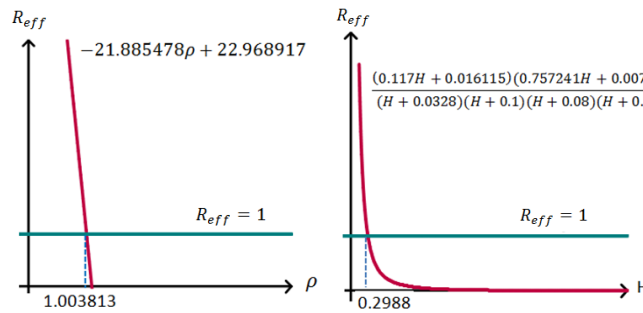 R_eff
−21.885478ρ + 22.968917
R_eff = 1
ρ
1.003813
R_eff
(0.117H + 0.016115)(0.757241H + 0.007
(H + 0.0328)(H + 0.1)(H + 0.08)(H + 0.
R_eff = 1
H
0.2988